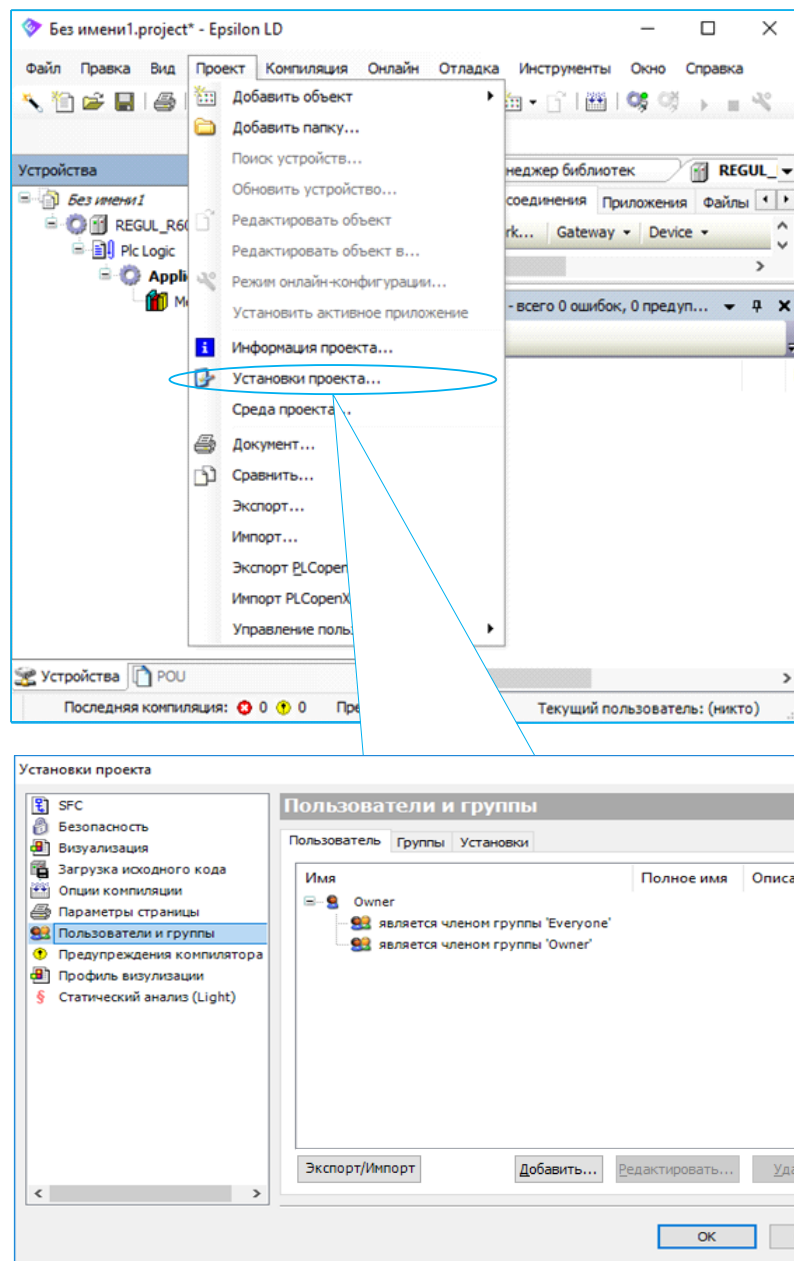 Без имени1.project* - Epsilon LD
Файл Правка Вид Проект Компиляция Онлайн Отладка Инструменты Окно Справка
Добавить объект
Добавить папку...
Поиск устройств...
Обновить устройство...
Редактировать объект
Редактировать объект в...
Режим онлайн-конфигурации...
Установить активное приложение
Информация проекта...
Установки проекта...
Среда проекта...
Документ...
Сравнить...
Экспорт...
Импорт...
Экспорт PLCopen
Импорт PLCopenX
Управление поль
Устройства
Без имени1
REGUL_R60
Plc Logic
Appli
М
неджер библиотек REGUL_
соединения Приложения Файлы
rk... Gateway Device
- всего 0 ошибок, 0 предуп...
Устройства POU
Последняя компиляция: 0 0 Пре Текущий пользователь: (никто)
Установки проекта
SFC
Безопасность
Визуализация
Загрузка исходного кода
Опции компиляции
Параметры страницы
Пользователи и группы
Предупреждения компилятора
Профиль визулизации
Статический анализ (Light)
Пользователи и группы
Пользователь Группы Установки
Имя Полное имяОписа
Owner
является членом группы 'Everyone'
является членом группы 'Owner'
Экспорт/Импорт Добавить... Редактировать... Уда
OK